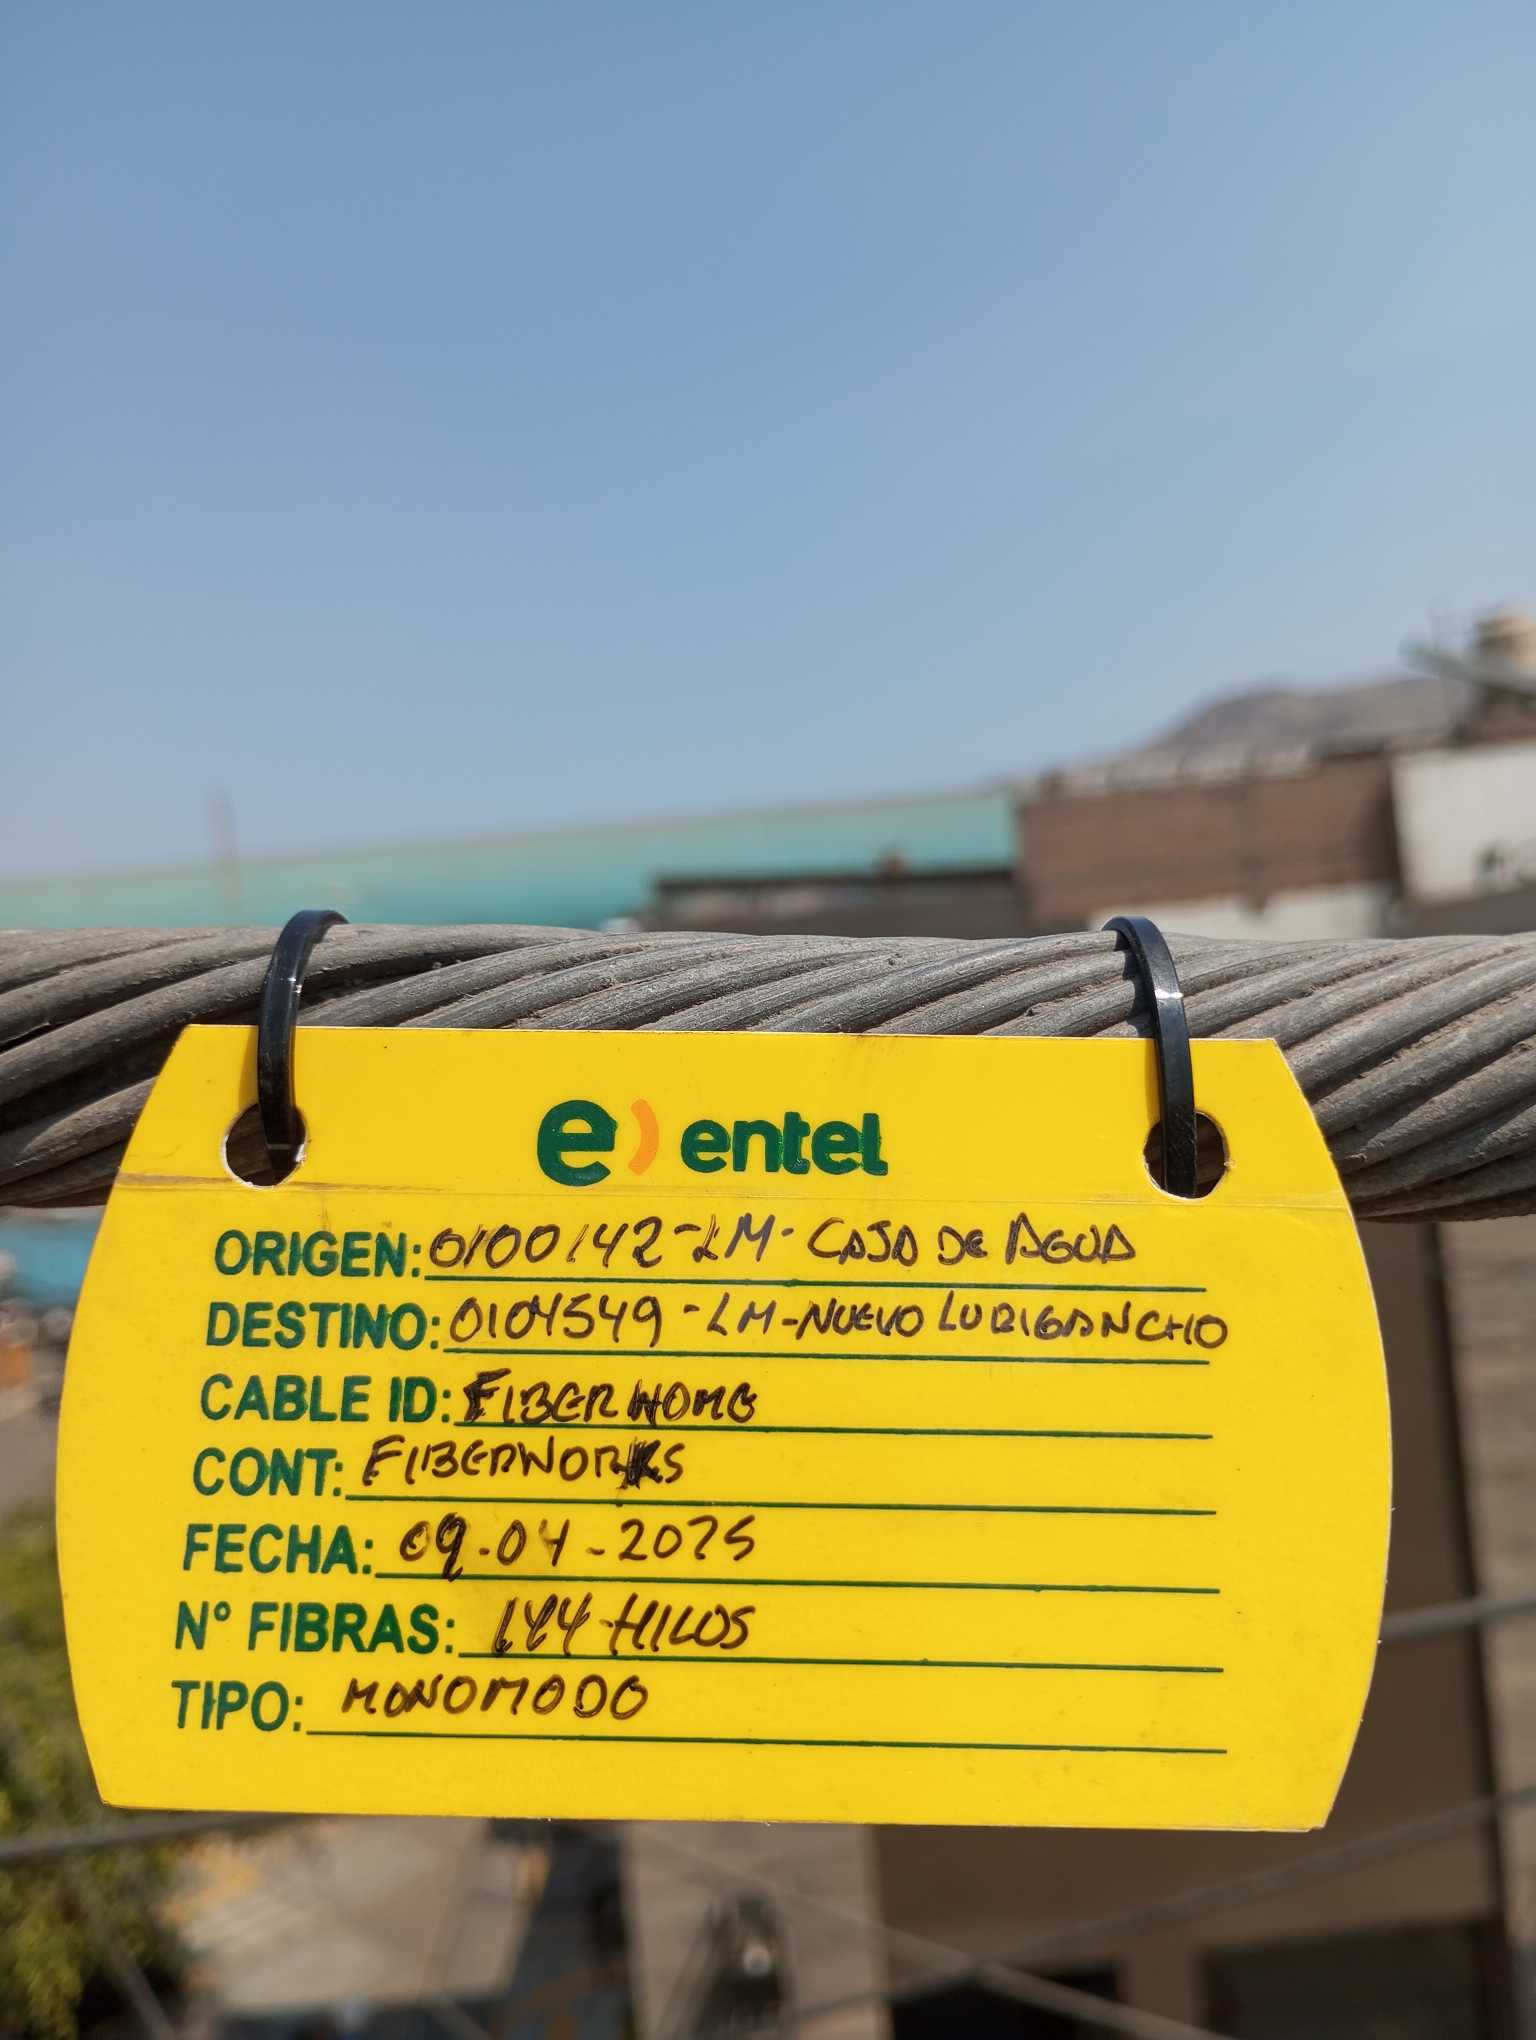 e) entel
ORIGEN: 0100142-LM-CAJA DE AGUA
DESTINO: 0104549-LM-NUEVO LURIGANCHO
CABLE ID: FIBERHOME
CONT: FIBERWORKS
FECHA: 09-04-2025
N° FIBRAS: 144 HILOS
TIPO: MONOMODO